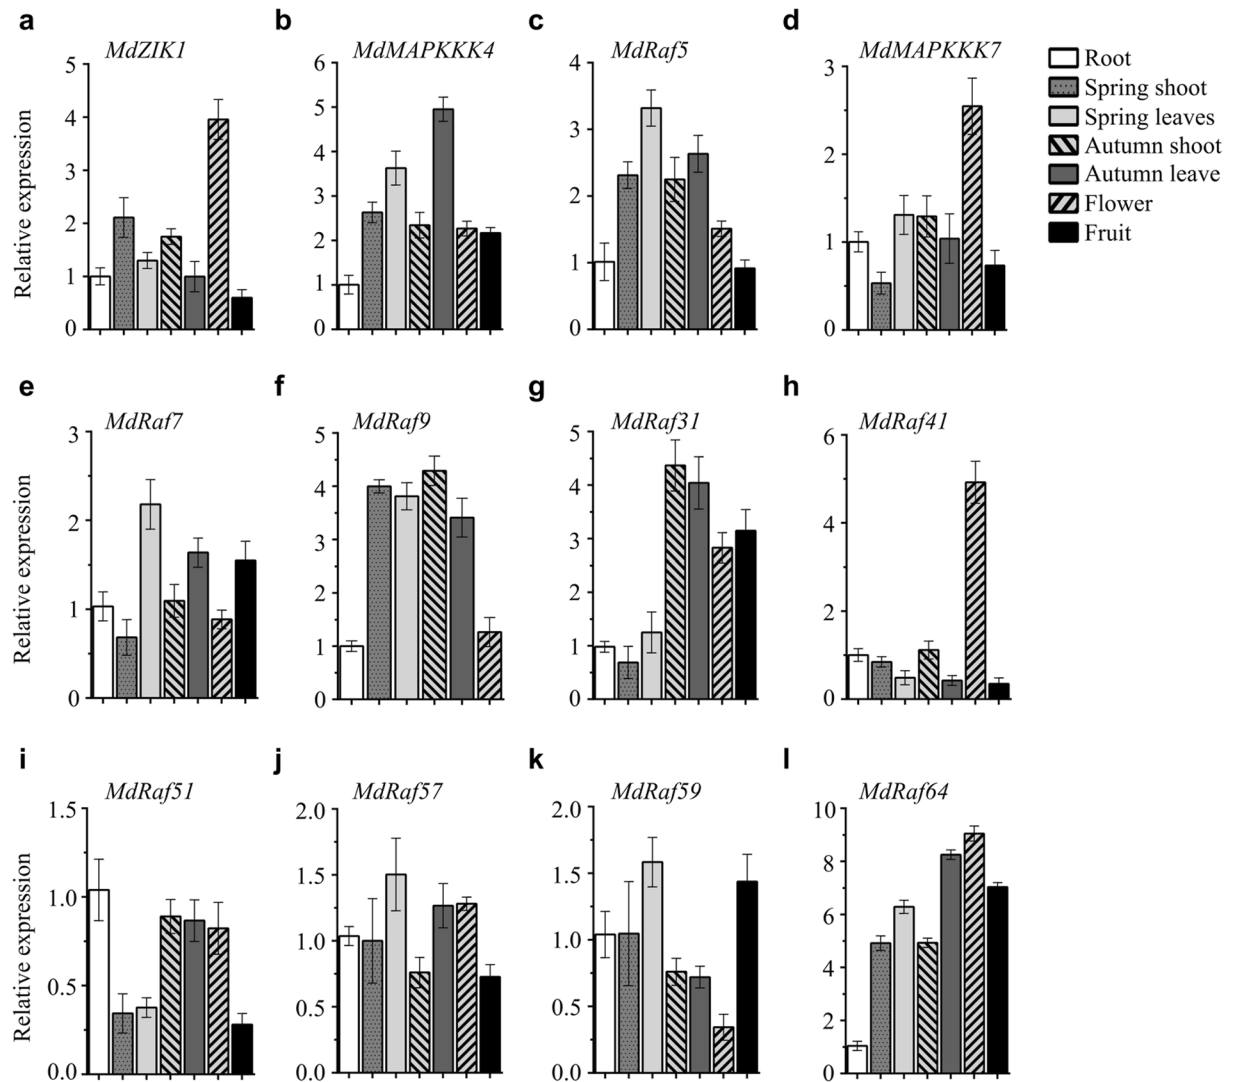 a
MdZIK1
Relative expression
5
4
3
2
1
0
b
MdMAPKKK4
6
5
4
3
2
1
0
c
MdRaf5
4
3
2
1
0
d
MdMAPKKK7
3
2
1
0
Root
Spring shoot
Spring leaves
Autumn shoot
Autumn leave
Flower
Fruit
e
MdRaf7
Relative expression
3
2
1
0
f
MdRaf9
5
4
3
2
1
0
g
MdRaf31
5
4
3
2
1
0
h
MdRaf41
6
4
2
0
i
MdRaf51
Relative expression
1.5
1.0
0.5
0.0
j
MdRaf57
2.0
1.5
1.0
0.5
0.0
k
MdRaf59
2.0
1.5
1.0
0.5
0.0
l
MdRaf64
10
8
6
4
2
0